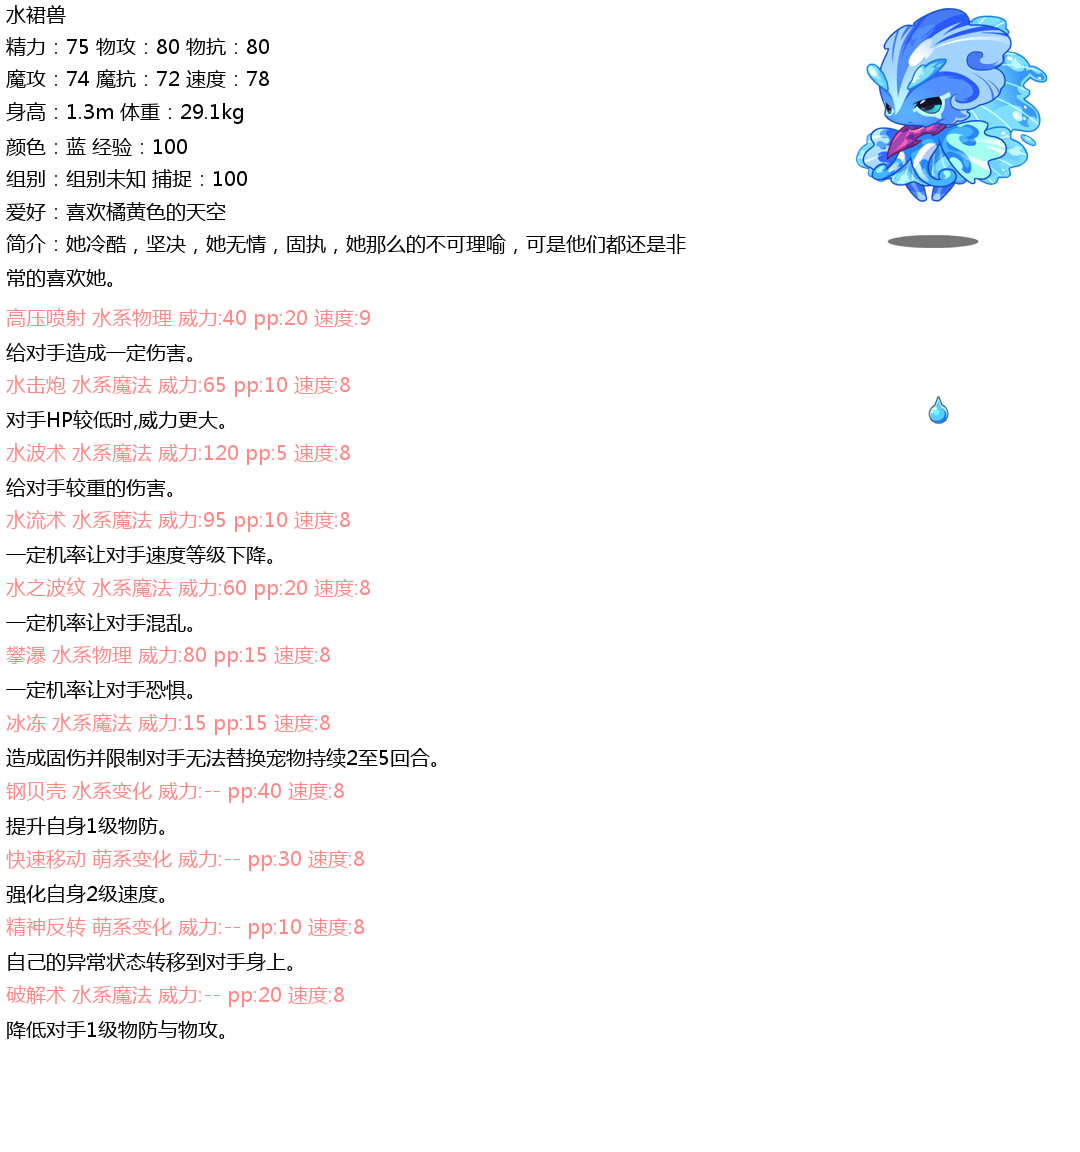 水裙兽
精力：75 物攻：80 物抗：80
魔攻：74 魔抗：72 速度：78
身高：1.3m 体重：29.1kg
颜色：蓝 经验：100
组别：组别未知 捕捉：100
爱好：喜欢橘黄色的天空
简介：她冷酷，坚决，她无情，固执，她那么的不可理喻，可是他们都还是非
常的喜欢她。
高压喷射 水系物理 威力:40 pp:20 速度:9
给对手造成一定伤害。
水击炮 水系魔法 威力:65 pp:10 速度:8
对手HP较低时,威力更大。
水波术 水系魔法 威力:120 pp:5 速度:8
给对手较重的伤害。
水流术 水系魔法 威力:95 pp:10 速度:8
一定机率让对手速度等级下降。
水之波纹 水系魔法 威力:60 pp:20 速度:8
一定机率让对手混乱。
攀瀑 水系物理 威力:80 pp:15 速度:8
一定机率让对手恐惧。
冰冻 水系魔法 威力:15 pp:15 速度:8
造成固伤并限制对手无法替换宠物持续2至5回合。
钢贝壳 水系变化 威力:-- pp:40 速度:8
提升自身1级物防。
快速移动 萌系变化 威力:-- pp:30 速度:8
强化自身2级速度。
精神反转 萌系变化 威力:-- pp:10 速度:8
自己的异常状态转移到对手身上。
破解术 水系魔法 威力:-- pp:20 速度:8
降低对手1级物防与物攻。